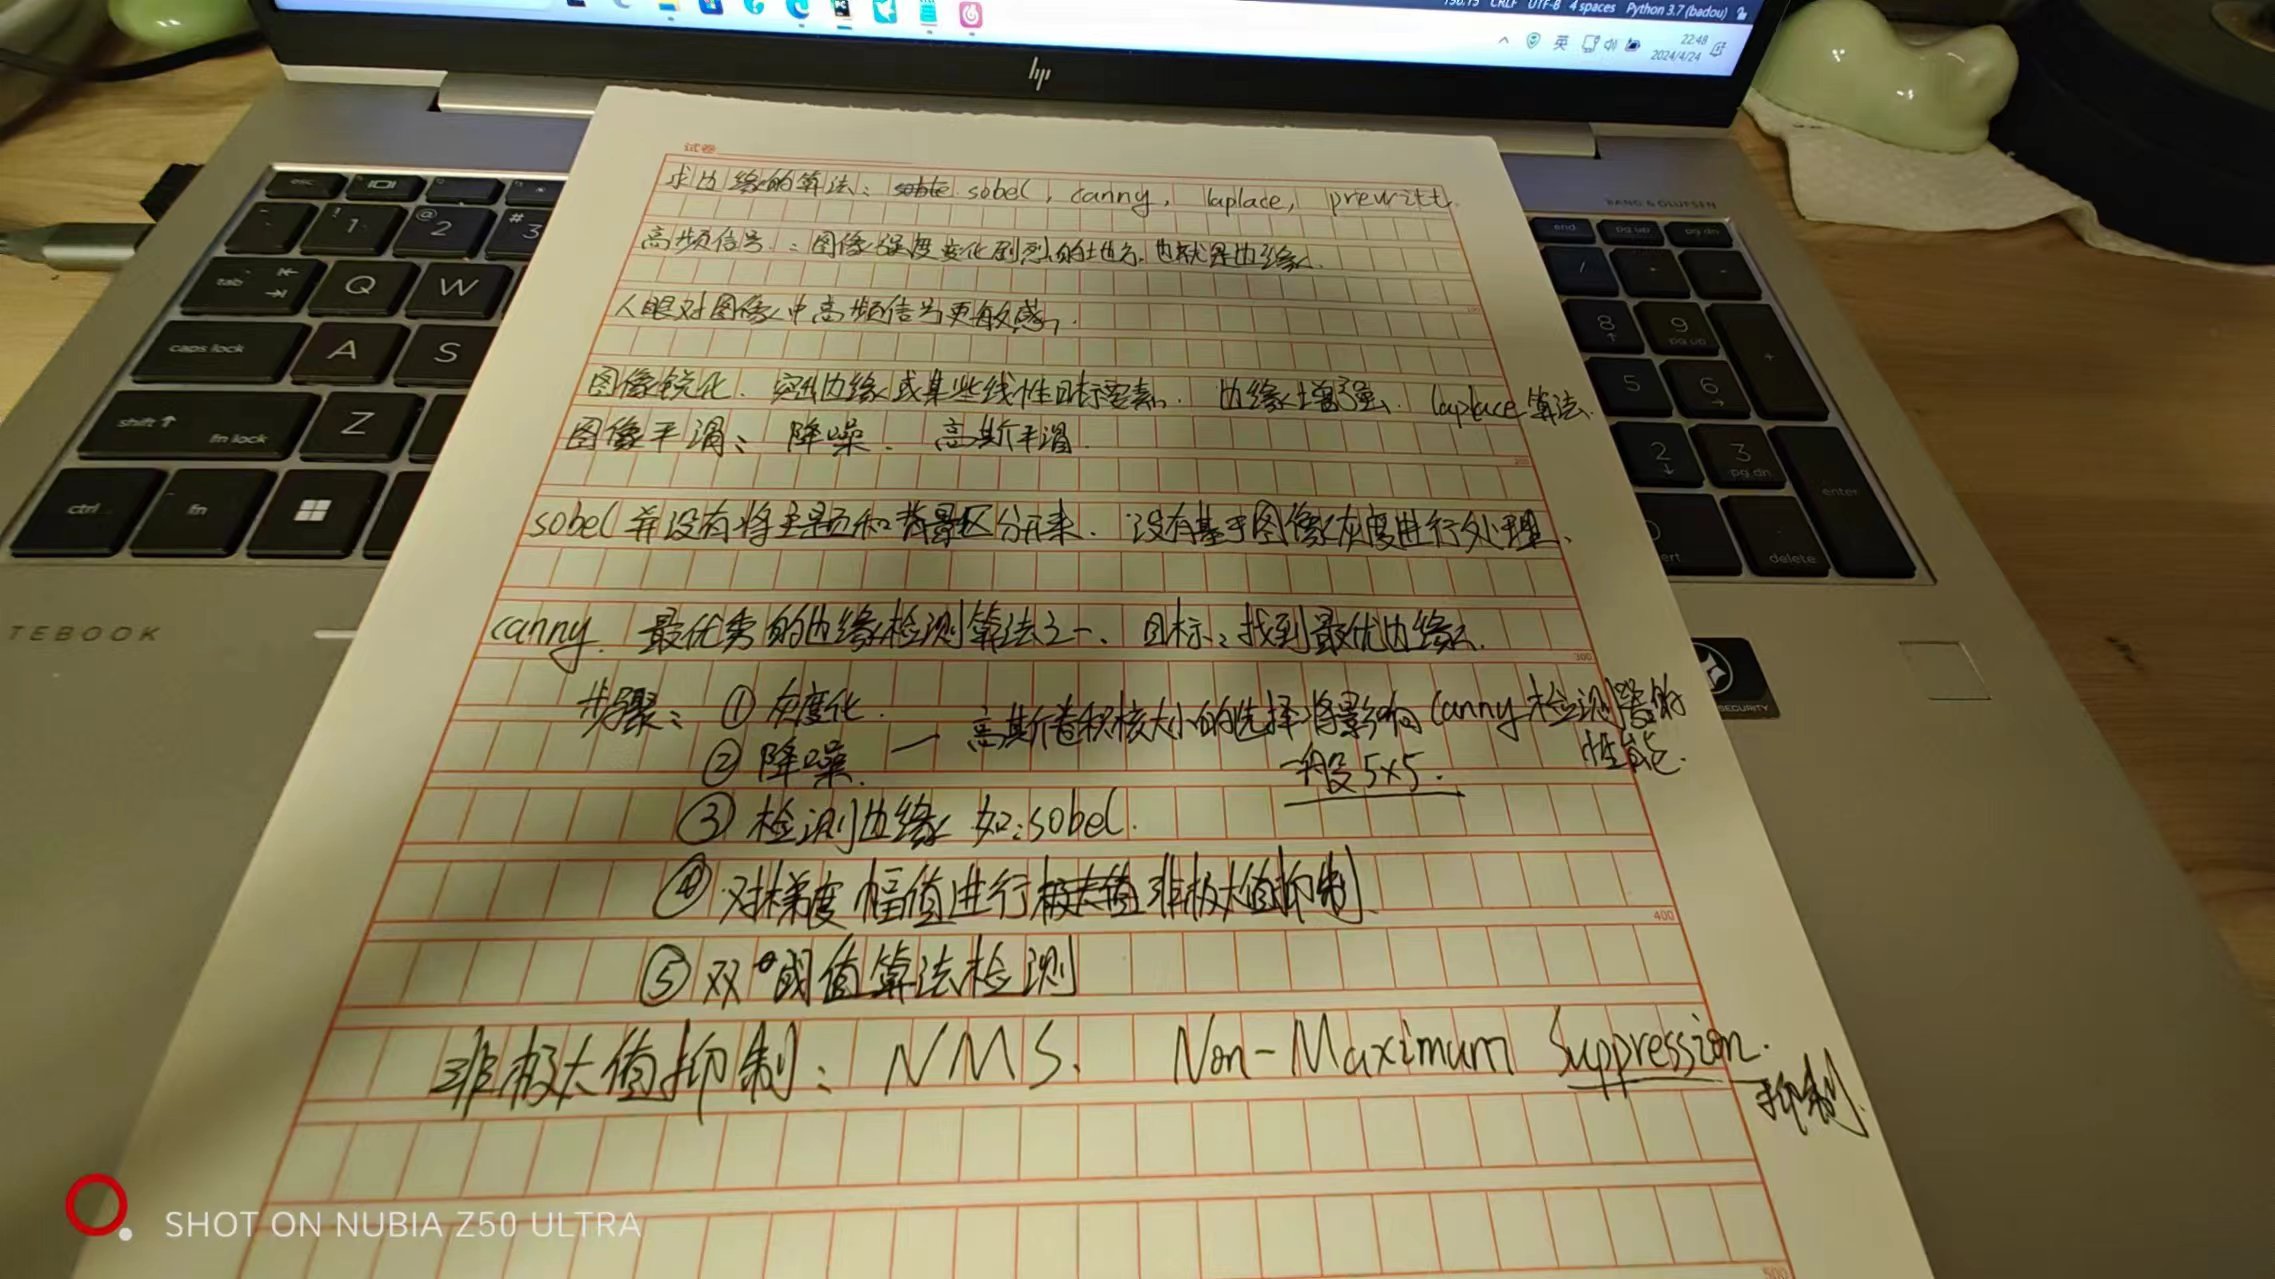 CRLF UTF-8 4 spaces Python 3.7 (badou)
英
22:48
2024/4/24
hp
BANG & OLUFSEN
试卷
求边缘的算法: sobel, canny, laplace, prewitt.
高频信号: 图像强度变化剧烈的地方, 也就是边缘.
人眼对图像中高频信号更敏感.
图像锐化. 突出边缘或某些线性目标要素. 边缘增强. laplace算法.
图像平滑: 降噪. 高斯平滑.
200
sobel并没有将主题和背景区分开来. 没有基于图像灰度进行处理.
canny. 最优秀的边缘检测算法之一. 目标: 找到最优边缘.
300
步骤: ① 灰度化.
② 降噪. — 高斯卷积核大小的选择将影响Canny检测器的性能.
一般5×5.
③ 检测边缘 如:sobel.
④ 对梯度幅值进行极大值非极大值抑制.
400
⑤ 双阈值算法检测
非极大值抑制: NMS. Non-Maximum Suppression.
抑制.
500
esc
! 1
@ 2
# 3
tab
Q
W
caps lock
A
S
shift
fn lock
Z
ctrl
fn
end
pg up
pg dn
/
-
8
9
pg up
+
5
6
2
3
pg dn
enter
delete
TEBOOK
SECURITY
SHOT ON NUBIA Z50 ULTRA